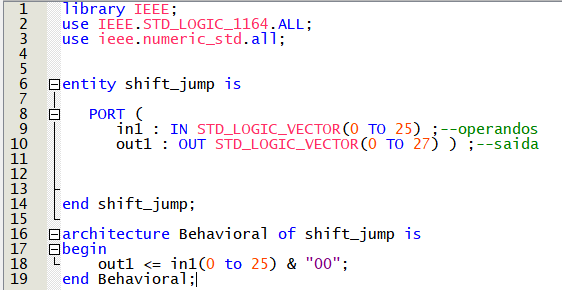 1 library IEEE;
2 use IEEE.STD_LOGIC_1164.ALL;
3 use ieee.numeric_std.all;
4
5
6 entity shift_jump is
7
8 PORT (
9 in1 : IN STD_LOGIC_VECTOR(0 TO 25) ;--operandos
10 out1 : OUT STD_LOGIC_VECTOR(0 TO 27) ) ;--saida
11
12
13
14 end shift_jump;
15
16 architecture Behavioral of shift_jump is
17 begin
18 out1 <= in1(0 to 25) & "00";
19 end Behavioral;